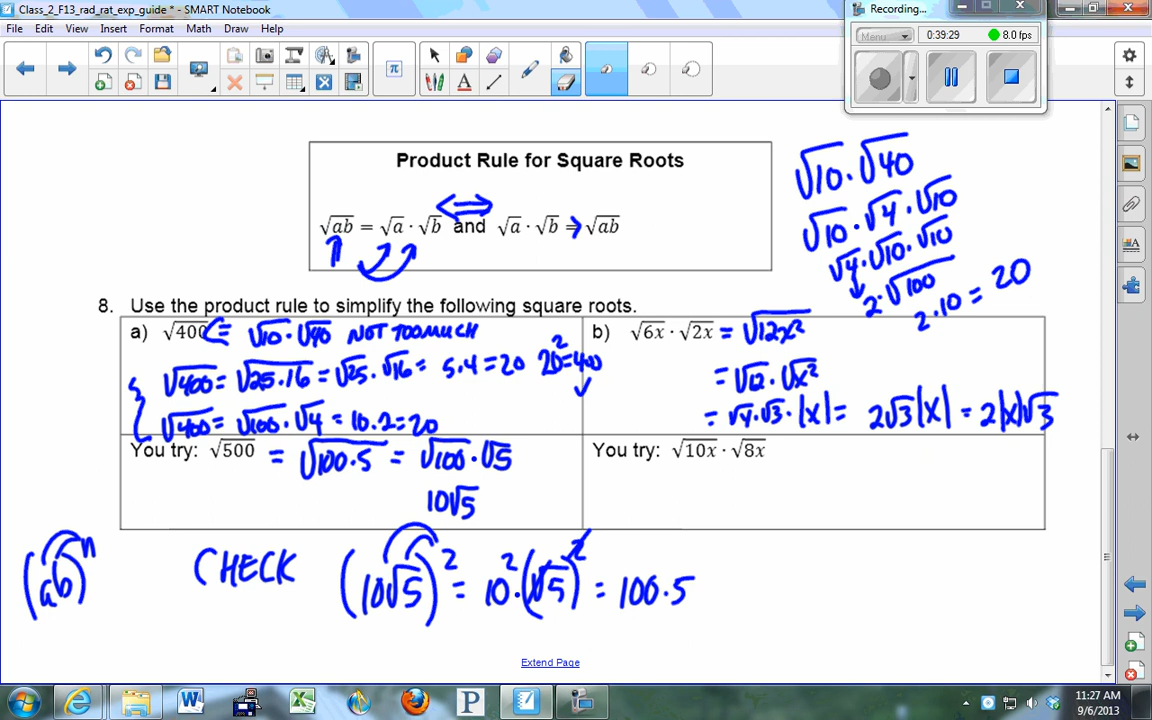 Class_2_F13_rad_rat_exp_guide * - SMART Notebook
Recording...
File Edit View Insert Format Math Draw Help
Menu 0:39:29 8.0 fps
Product Rule for Square Roots
√ab = √a · √b and √a · √b = √ab
√10 · √40
√10 · √4 · √10
√4 · √10 · √10
2 · √100
2 · 10 = 20
8. Use the product rule to simplify the following square roots.
a) √400 = √10 · √40 NOT TOO MUCH
√400 = √25·16 = √25 · √16 = 5·4 = 20 20² = 400
√400 = √100 · √4 = 10·2 = 20
b) √6x · √2x = √12x²
= √12 · √x²
= √4 · √3 · |x| = 2√3|x| = 2|x|√3
You try: √500 = √100·5 = √100 · √5
10√5
You try: √10x · √8x
(ab)ⁿ
CHECK (10√5)² = 10² · (√5)² = 100·5
Extend Page
11:27 AM
9/6/2013